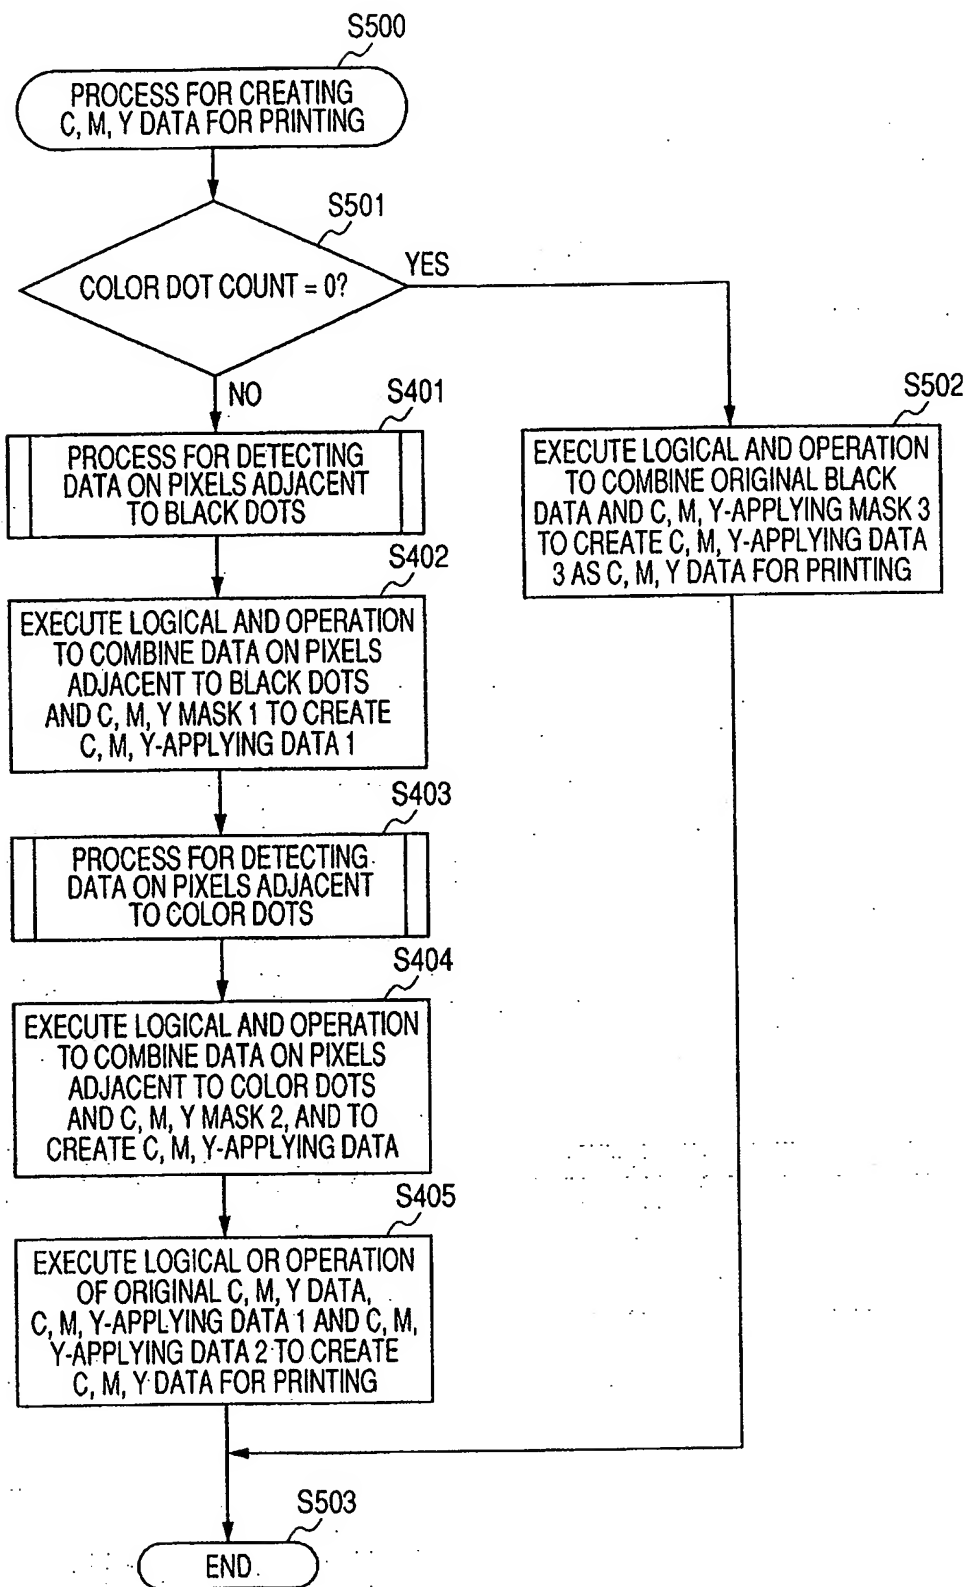 S500
PROCESS FOR CREATING
C, M, Y DATA FOR PRINTING
S501
COLOR DOT COUNT = 0?
YES
NO
S401
PROCESS FOR DETECTING
DATA ON PIXELS ADJACENT
TO BLACK DOTS
S502
EXECUTE LOGICAL AND OPERATION
TO COMBINE ORIGINAL BLACK
DATA AND C, M, Y-APPLYING MASK 3
TO CREATE C, M, Y-APPLYING DATA
3 AS C, M, Y DATA FOR PRINTING
S402
EXECUTE LOGICAL AND OPERATION
TO COMBINE DATA ON PIXELS
ADJACENT TO BLACK DOTS
AND C, M, Y MASK 1 TO CREATE
C, M, Y-APPLYING DATA 1
S403
PROCESS FOR DETECTING
DATA ON PIXELS ADJACENT
TO COLOR DOTS
S404
EXECUTE LOGICAL AND OPERATION
TO COMBINE DATA ON PIXELS
ADJACENT TO COLOR DOTS
AND C, M, Y MASK 2, AND TO
CREATE C, M, Y-APPLYING DATA
S405
EXECUTE LOGICAL OR OPERATION
OF ORIGINAL C, M, Y DATA,
C, M, Y-APPLYING DATA 1 AND C, M,
Y-APPLYING DATA 2 TO CREATE
C, M, Y DATA FOR PRINTING
S503
END